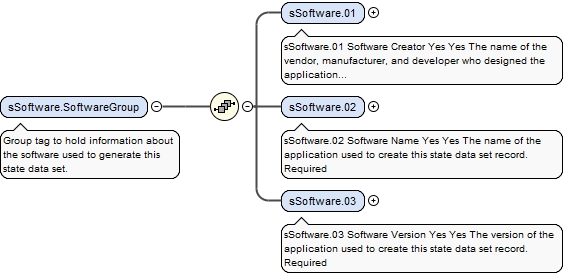 sSoftware.01
sSoftware.01 Software Creator Yes Yes The name of the
vendor, manufacturer, and developer who designed the
application...
sSoftware.SoftwareGroup
Group tag to hold information about
the software used to generate this
state data set.
sSoftware.02
sSoftware.02 Software Name Yes Yes The name of the
application used to create this state data set record.
Required
sSoftware.03
sSoftware.03 Software Version Yes Yes The version of the
application used to create this state data set record.
Required